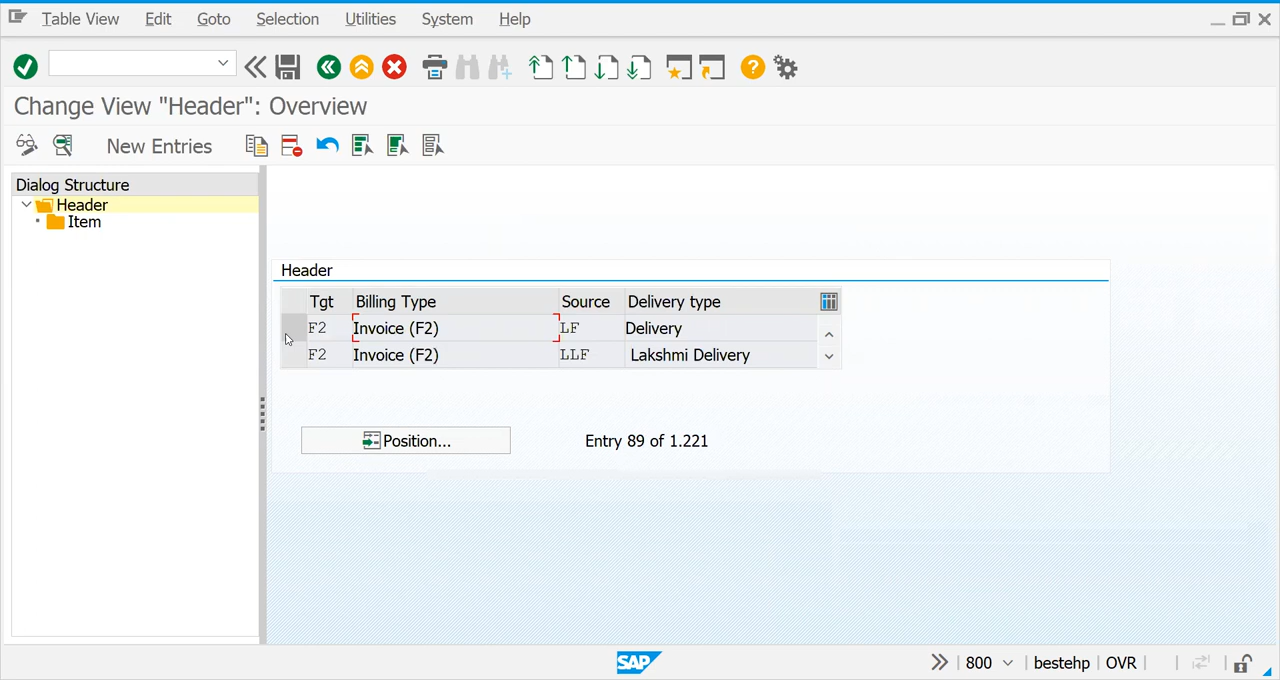 Table View Edit Goto Selection Utilities System Help
Change View "Header": Overview
New Entries
Dialog Structure
Header
Item
Header
Tgt Billing Type Source Delivery type
F2 Invoice (F2) LF Delivery
F2 Invoice (F2) LLF Lakshmi Delivery
Position... Entry 89 of 1.221
SAP 800 bestehp OVR